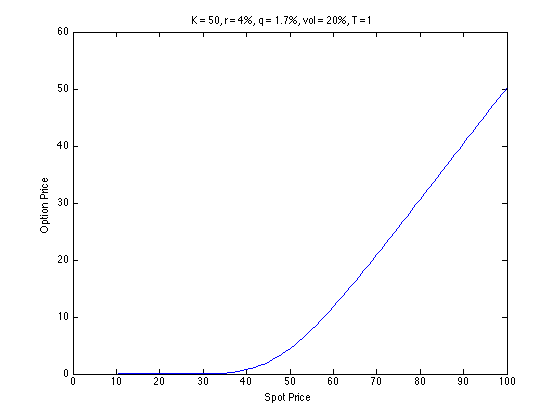 K = 50, r = 4%, q = 1.7%, vol = 20%, T = 1
60
50
40
30
20
10
0
Option Price
0 10 20 30 40 50 60 70 80 90 100
Spot Price